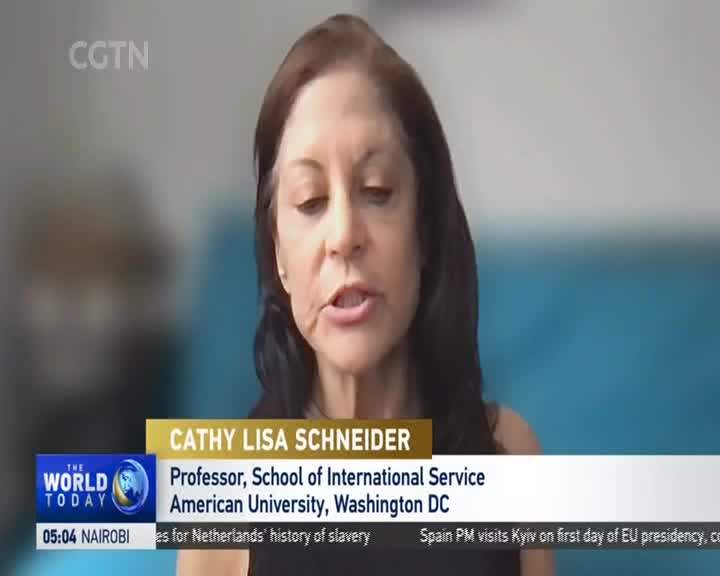 CGTN
CATHY LISA SCHNEIDER
Professor, School of International Service
American University, Washington DC
THE
WORLD
TODAY
05:04 NAIROBI
es for Netherlands' history of slavery Spain PM visits Kyiv on first day of EU presidency, c